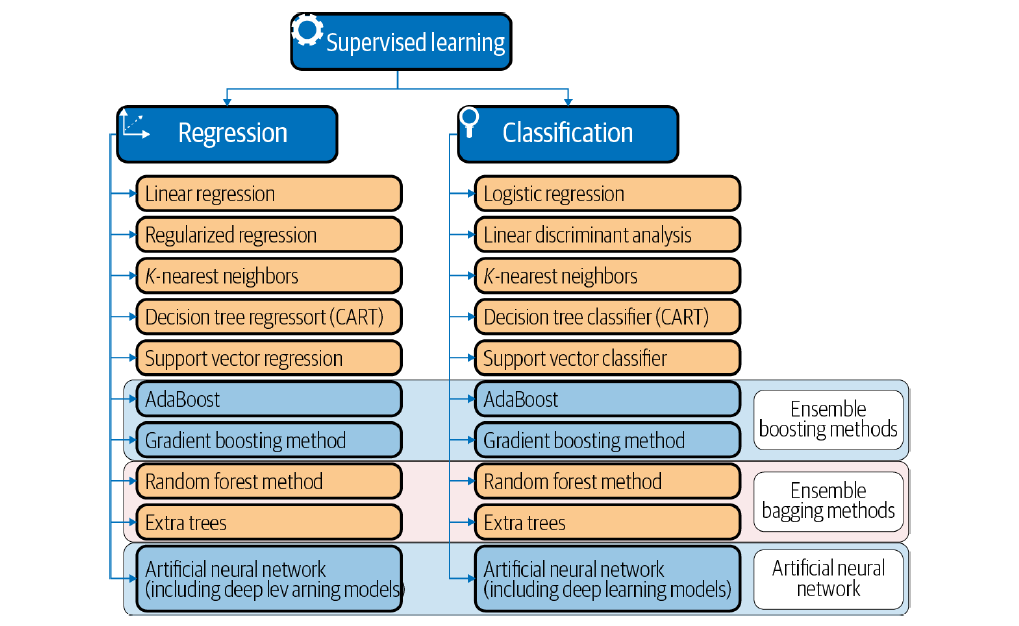 Supervised learning
Regression
Classification
Linear regression
Regularized regression
K-nearest neighbors
Decision tree regressort (CART)
Support vector regression
AdaBoost
Gradient boosting method
Random forest method
Extra trees
Artificial neural network
(including deep lev arning models)
Logistic regression
Linear discriminant analysis
K-nearest neighbors
Decision tree classifier (CART)
Support vector classifier
AdaBoost
Gradient boosting method
Random forest method
Extra trees
Artificial neural network
(including deep learning models)
Ensemble
boosting methods
Ensemble
bagging methods
Artificial neural
network